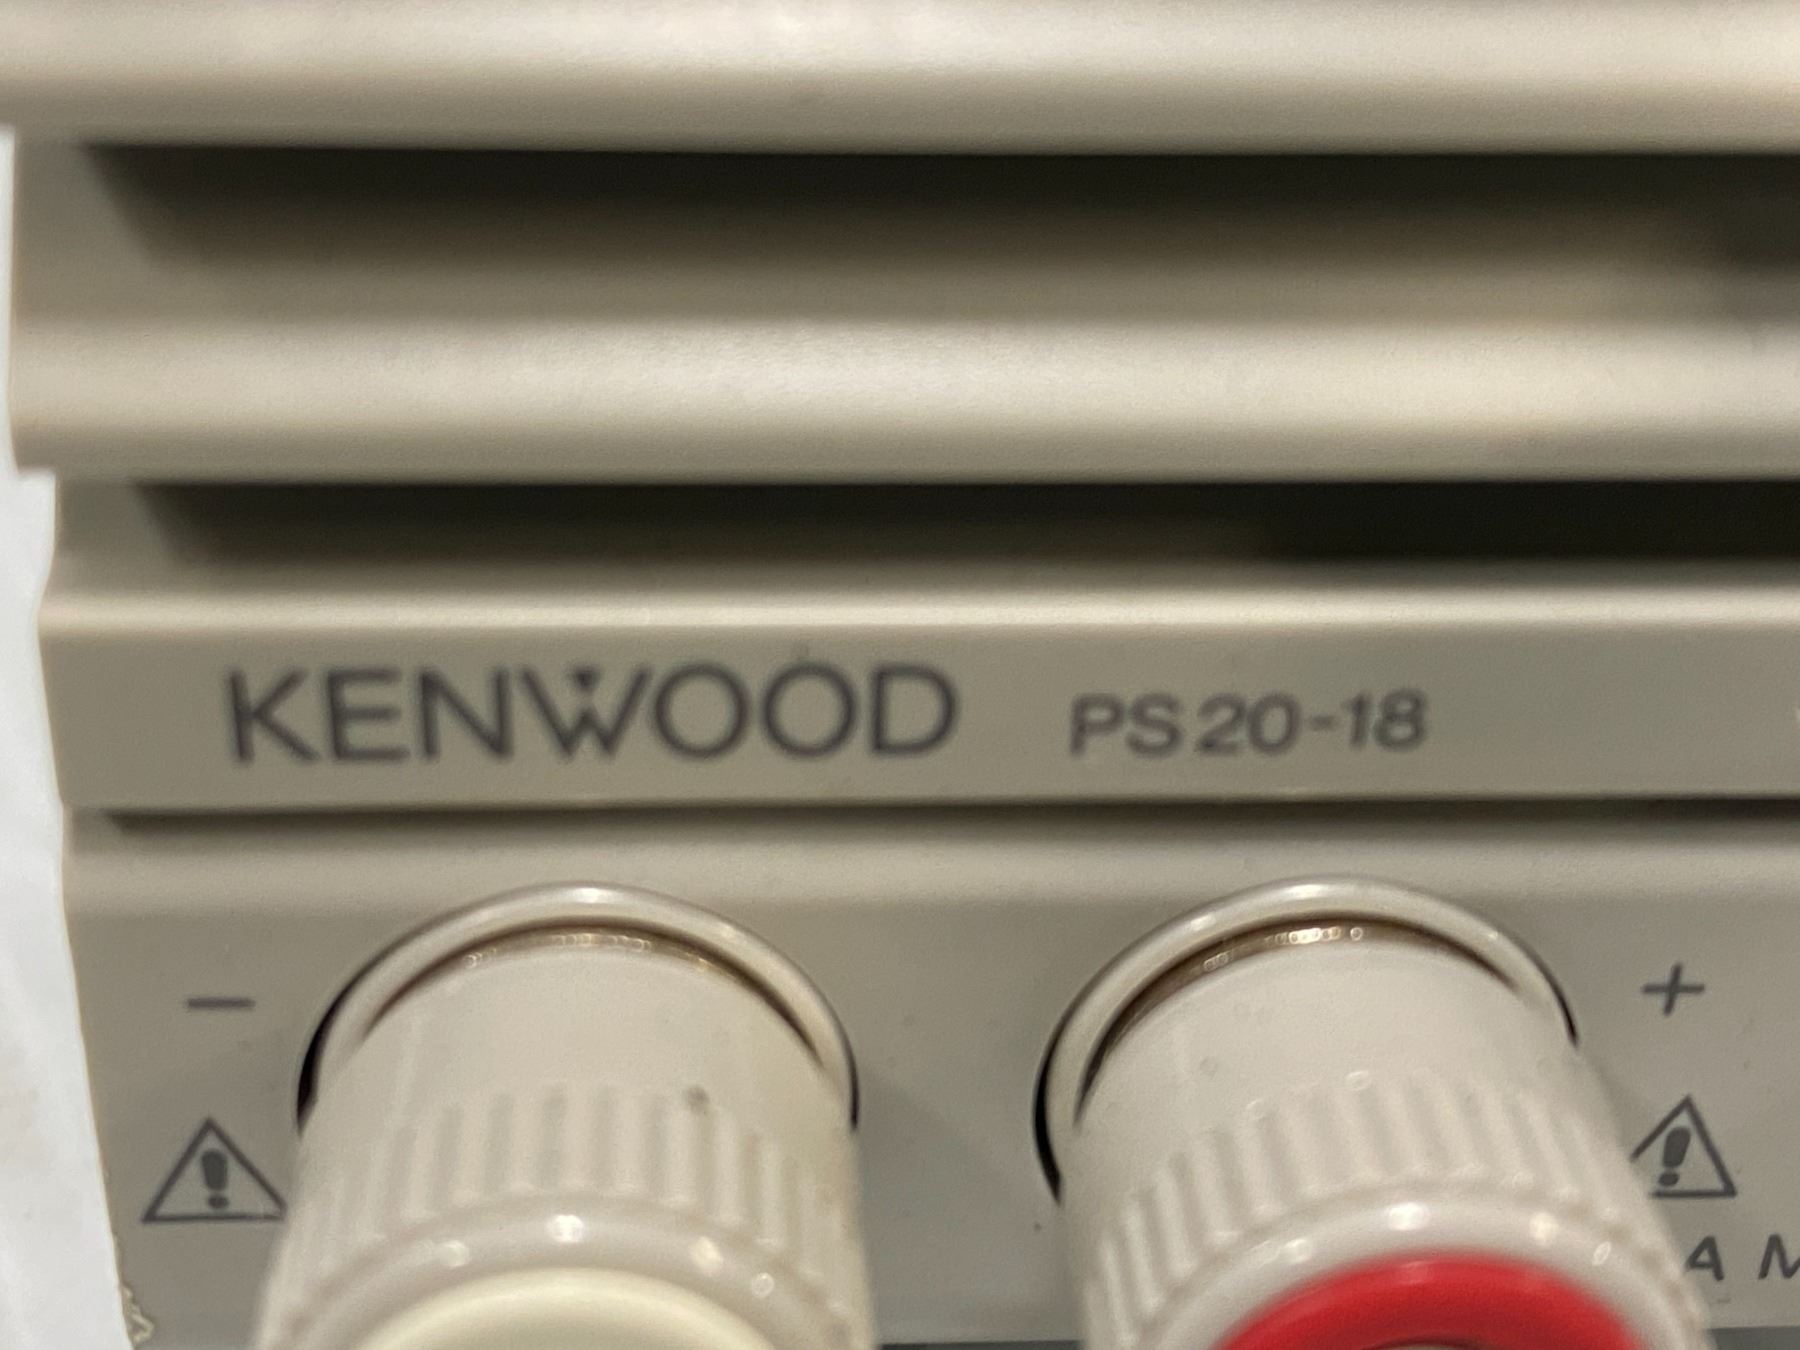 KENWOOD PS20-18
− +
! !
A M